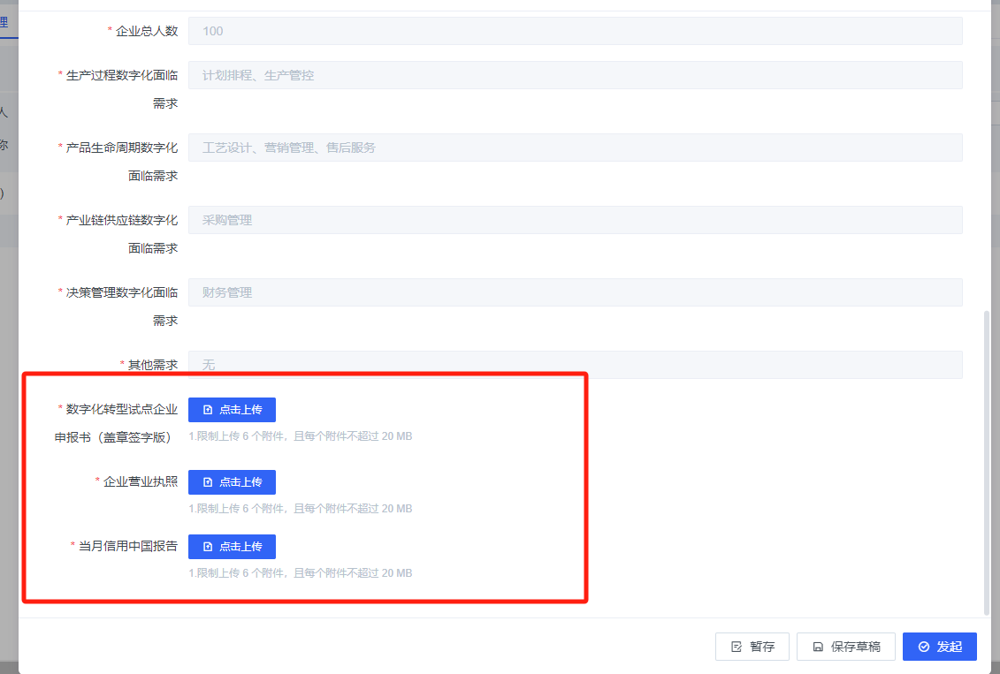 理
* 企业总人数 100
* 生产过程数字化面临 计划排程、生产管控
需求
人
* 产品生命周期数字化 工艺设计、营销管理、售后服务
称
面临需求
)
* 产业链供应链数字化 采购管理
面临需求
* 决策管理数字化面临 财务管理
需求
* 其他需求 无
* 数字化转型试点企业 点击上传
申报书（盖章签字版） 1.限制上传 6 个附件，且每个附件不超过 20 MB
* 企业营业执照 点击上传
1.限制上传 6 个附件，且每个附件不超过 20 MB
* 当月信用中国报告 点击上传
1.限制上传 6 个附件，且每个附件不超过 20 MB
暂存 保存草稿 发起